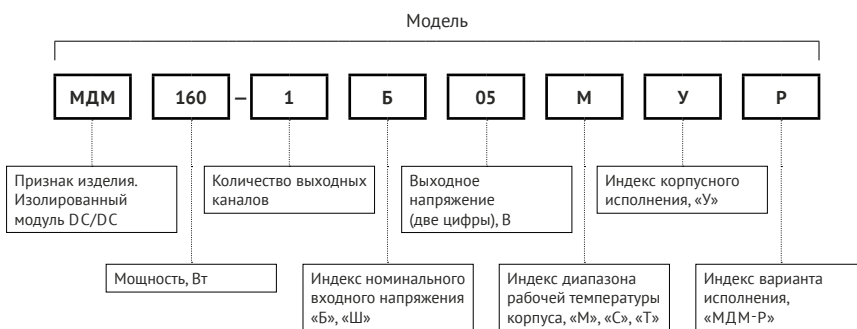 Модель
МДМ 160 – 1 Б 05 М У Р
Признак изделия.
Изолированный
модуль DC/DC
Количество выходных
каналов
Выходное
напряжение
(две цифры), В
Индекс корпусного
исполнения, «У»
Мощность, Вт
Индекс номинального
входного напряжения
«Б», «Ш»
Индекс диапазона
рабочей температуры
корпуса, «М», «С», «Т»
Индекс варианта
исполнения,
«МДМ-Р»